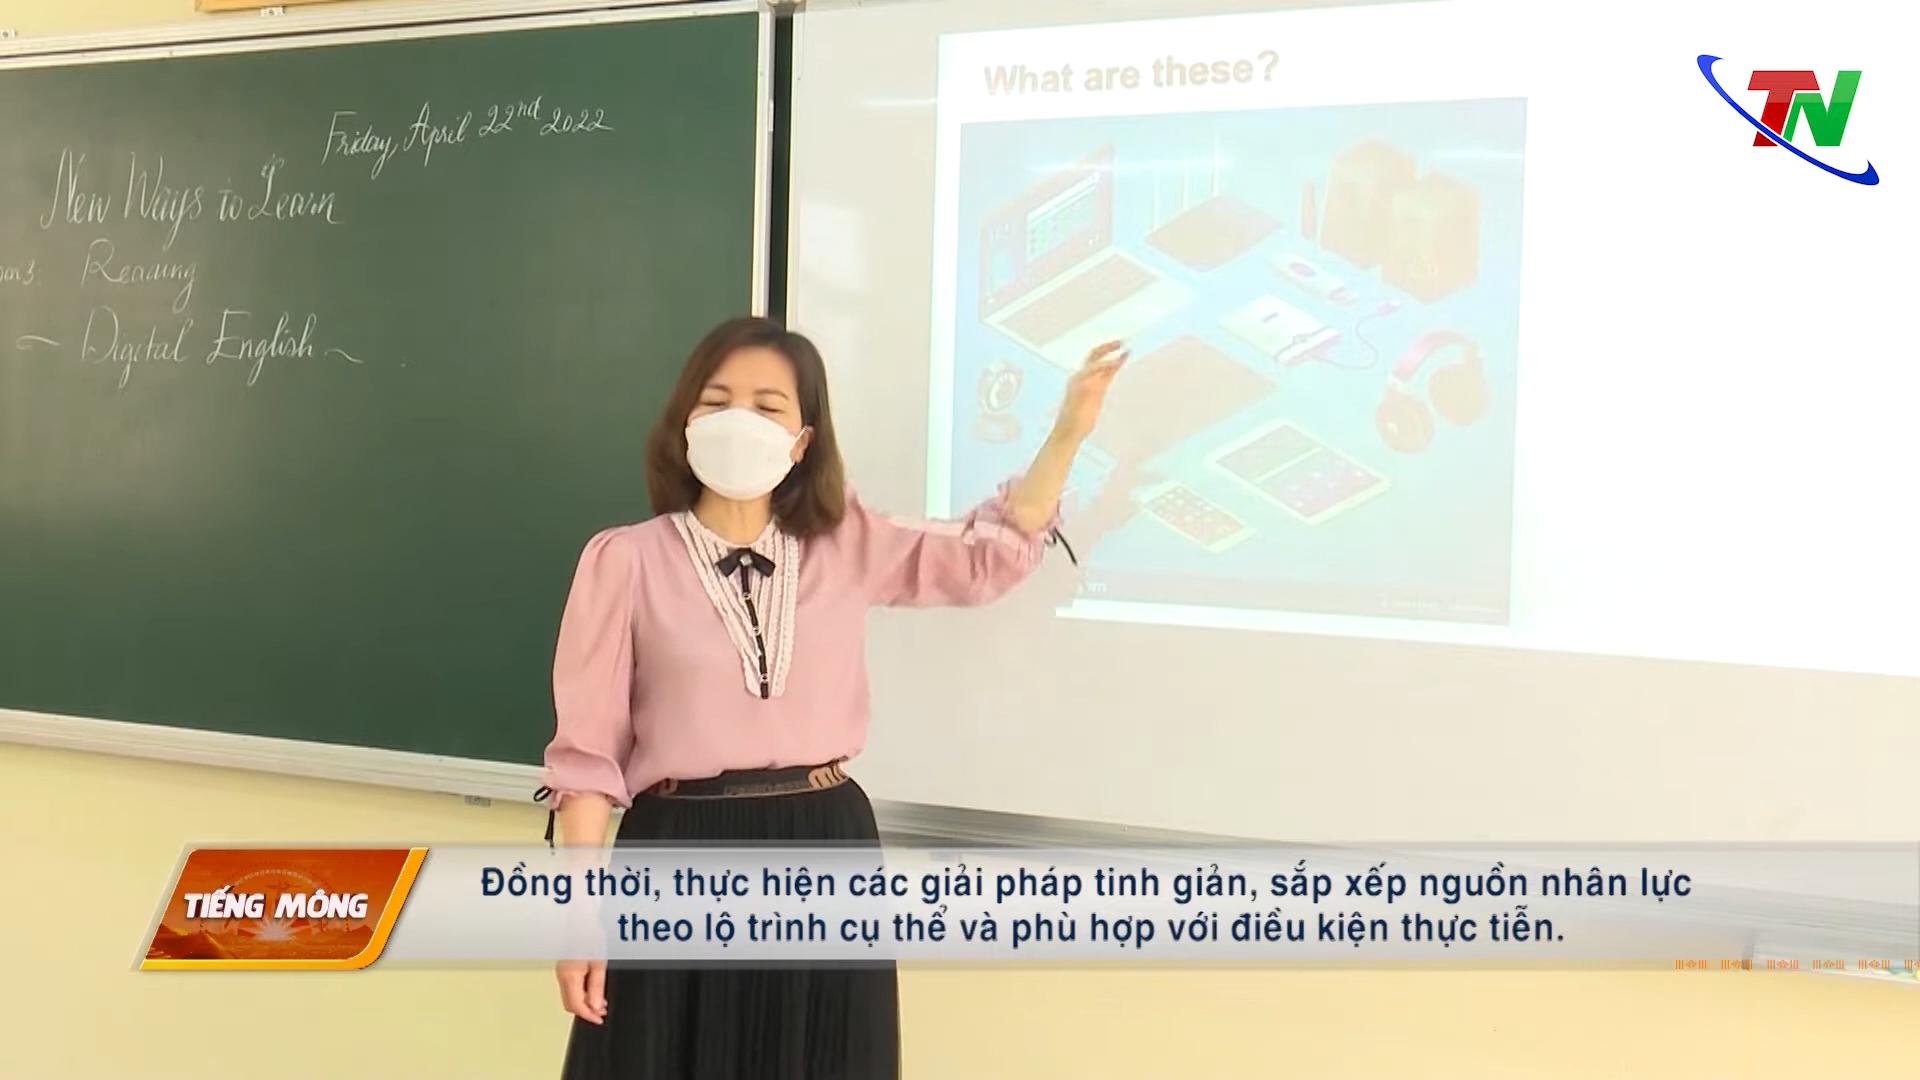 Friday, April 22nd 2022
New Ways to Learn
Reading
~ Digital English ~
What are these?
TN
TIẾNG MÔNG
Đồng thời, thực hiện các giải pháp tinh giản, sắp xếp nguồn nhân lực
theo lộ trình cụ thể và phù hợp với điều kiện thực tiễn.